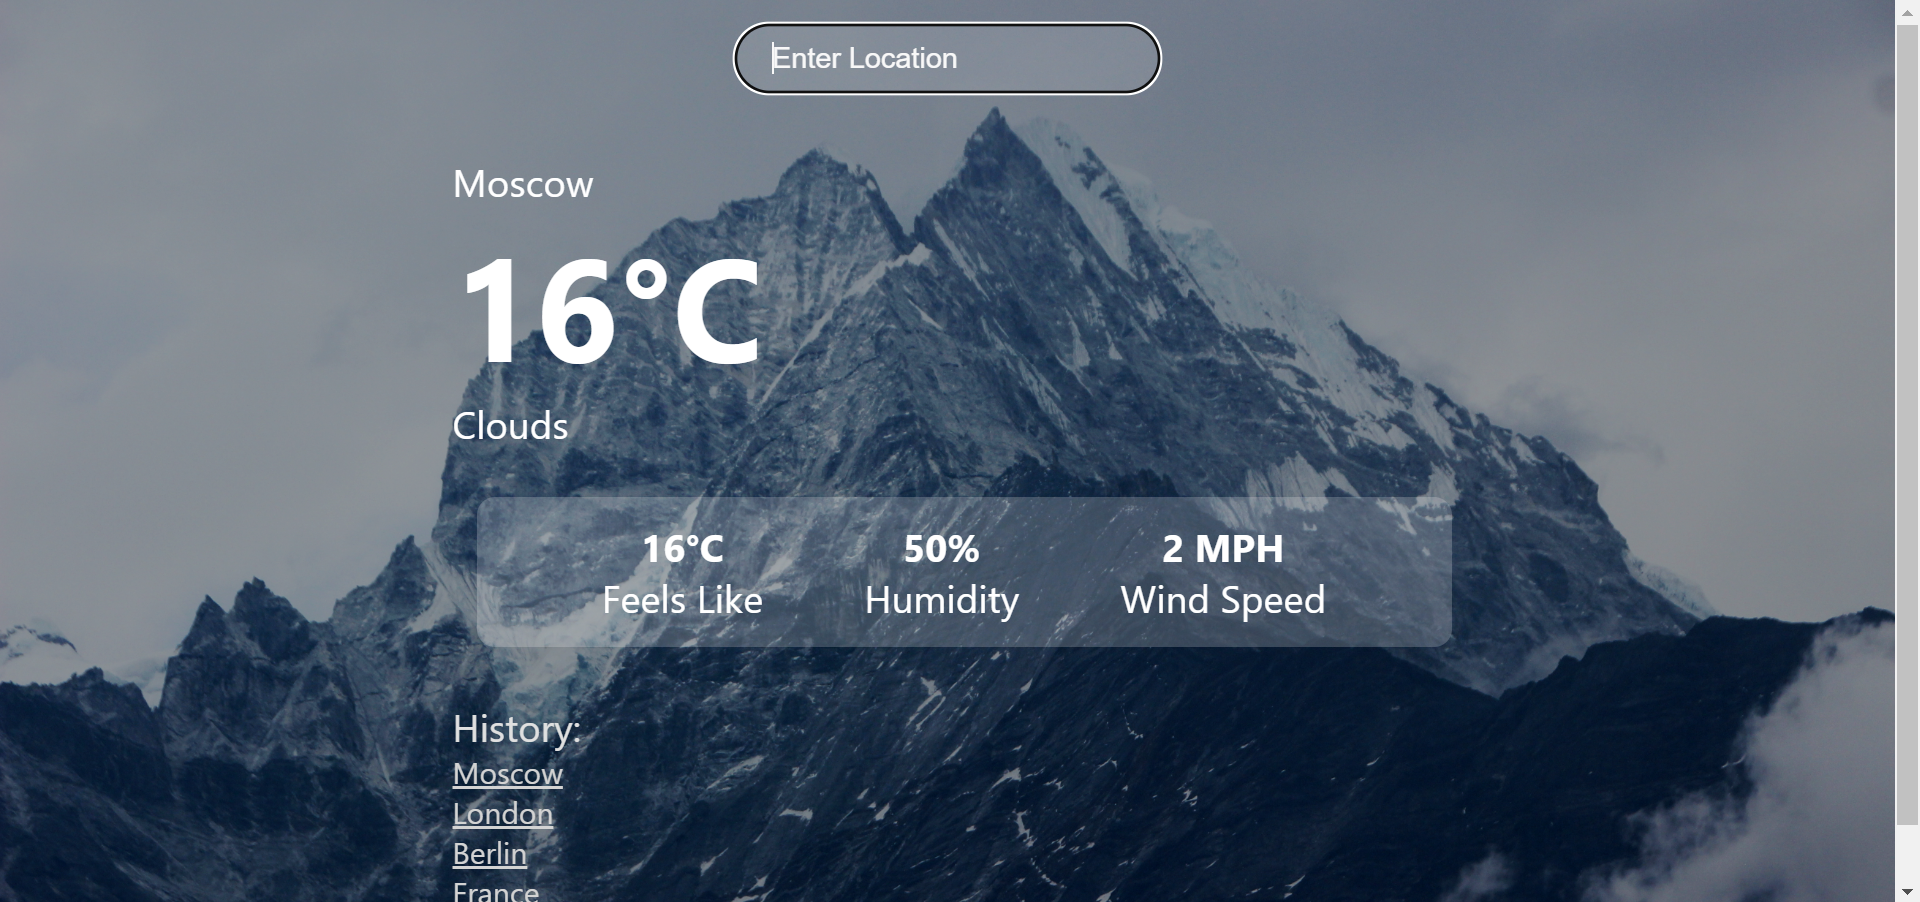 Enter Location
Moscow
16°C
Clouds
16°C 50% 2 MPH
Feels Like Humidity Wind Speed
History:
Moscow
London
Berlin
France